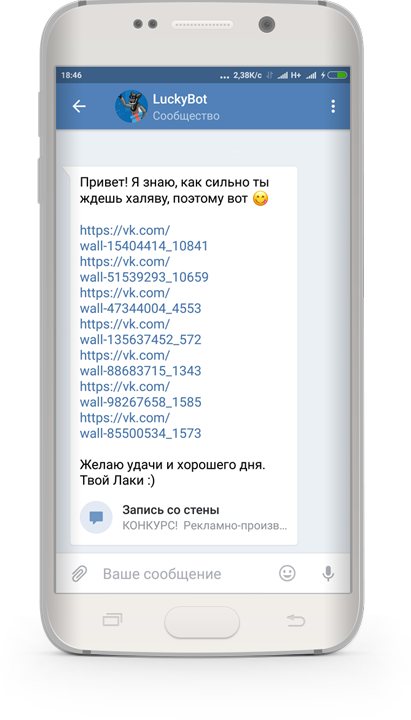 18:46
... 2,38K/c H+
LuckyBot
Сообщество
Привет! Я знаю, как сильно ты
ждешь халяву, поэтому вот 😋
https://vk.com/
wall-15404414_10841
https://vk.com/
wall-51539293_10659
https://vk.com/
wall-47344004_4553
https://vk.com/
wall-135637452_572
https://vk.com/
wall-88683715_1343
https://vk.com/
wall-98267658_1585
https://vk.com/
wall-85500534_1573
Желаю удачи и хорошего дня.
Твой Лаки :)
Запись со стены
КОНКУРС! Рекламно-произв...
Ваше сообщение